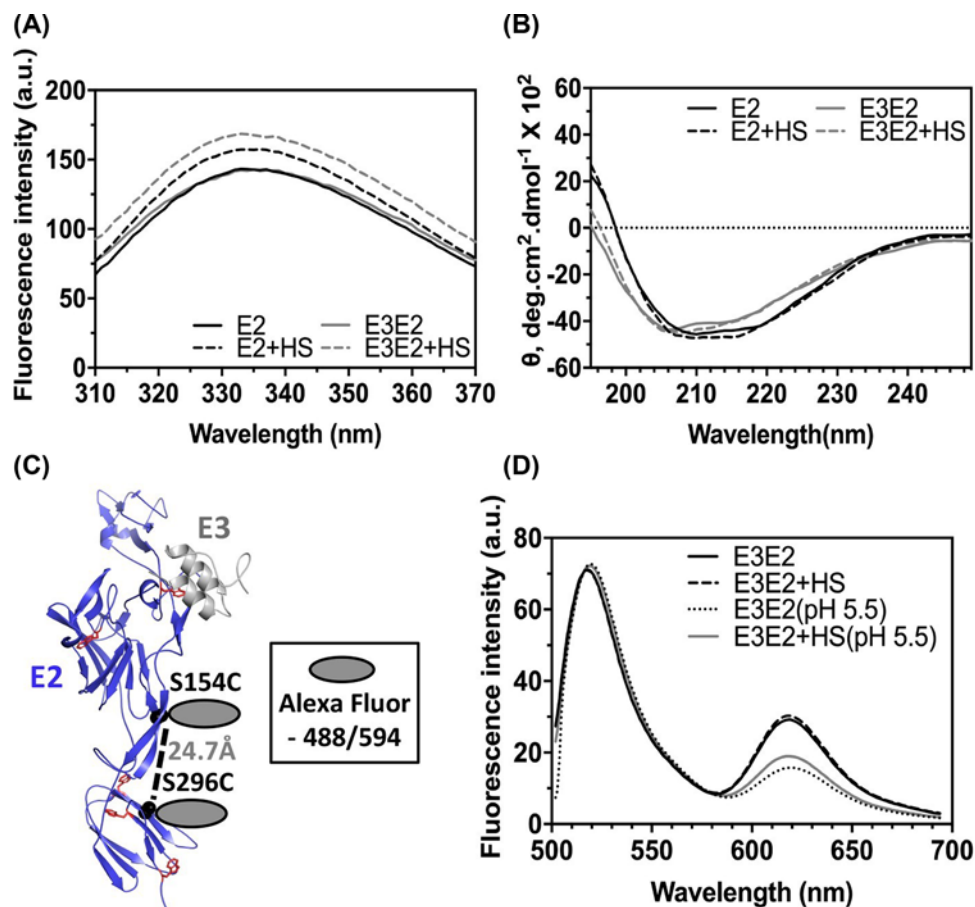 (A)
Fluorescence intensity (a.u.)
200
150
100
50
0
E2
E3E2
E2+HS
E3E2+HS
310 320 330 340 350 360 370
Wavelength (nm)
(B)
θ, deg.cm².dmol⁻¹ X 10²
60
40
20
0
-20
-40
-60
E2
E3E2
E2+HS
E3E2+HS
200 210 220 230 240
Wavelength(nm)
(C)
E3
E2
S154C
24.7Å
S296C
Alexa Fluor
- 488/594
(D)
Fluorescence intensity (a.u.)
80
60
40
20
0
E3E2
E3E2+HS
E3E2(pH 5.5)
E3E2+HS(pH 5.5)
500 550 600 650 700
Wavelength (nm)